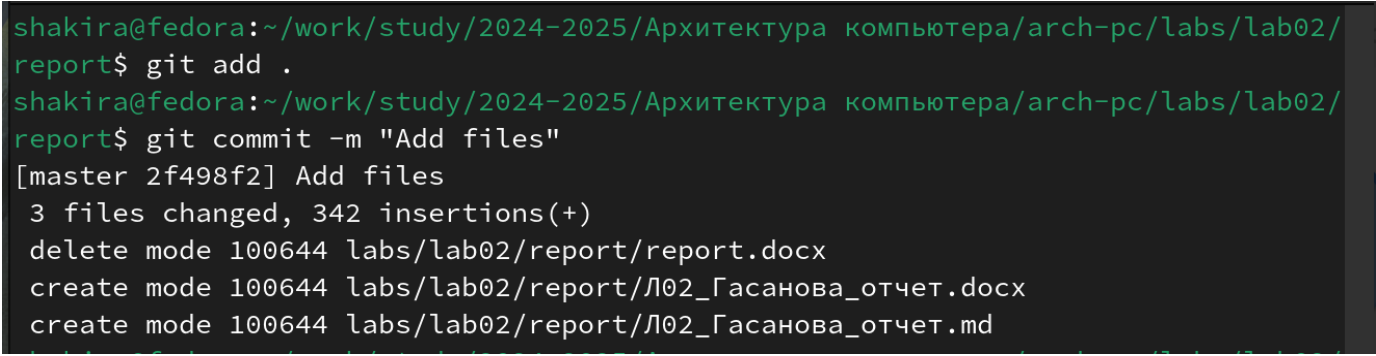 shakira@fedora:~/work/study/2024-2025/Архитектура компьютера/arch-pc/labs/lab02/
report$ git add .
shakira@fedora:~/work/study/2024-2025/Архитектура компьютера/arch-pc/labs/lab02/
report$ git commit -m "Add files"
[master 2f498f2] Add files
 3 files changed, 342 insertions(+)
 delete mode 100644 labs/lab02/report/report.docx
 create mode 100644 labs/lab02/report/Л02_Гасанова_отчет.docx
 create mode 100644 labs/lab02/report/Л02_Гасанова_отчет.md